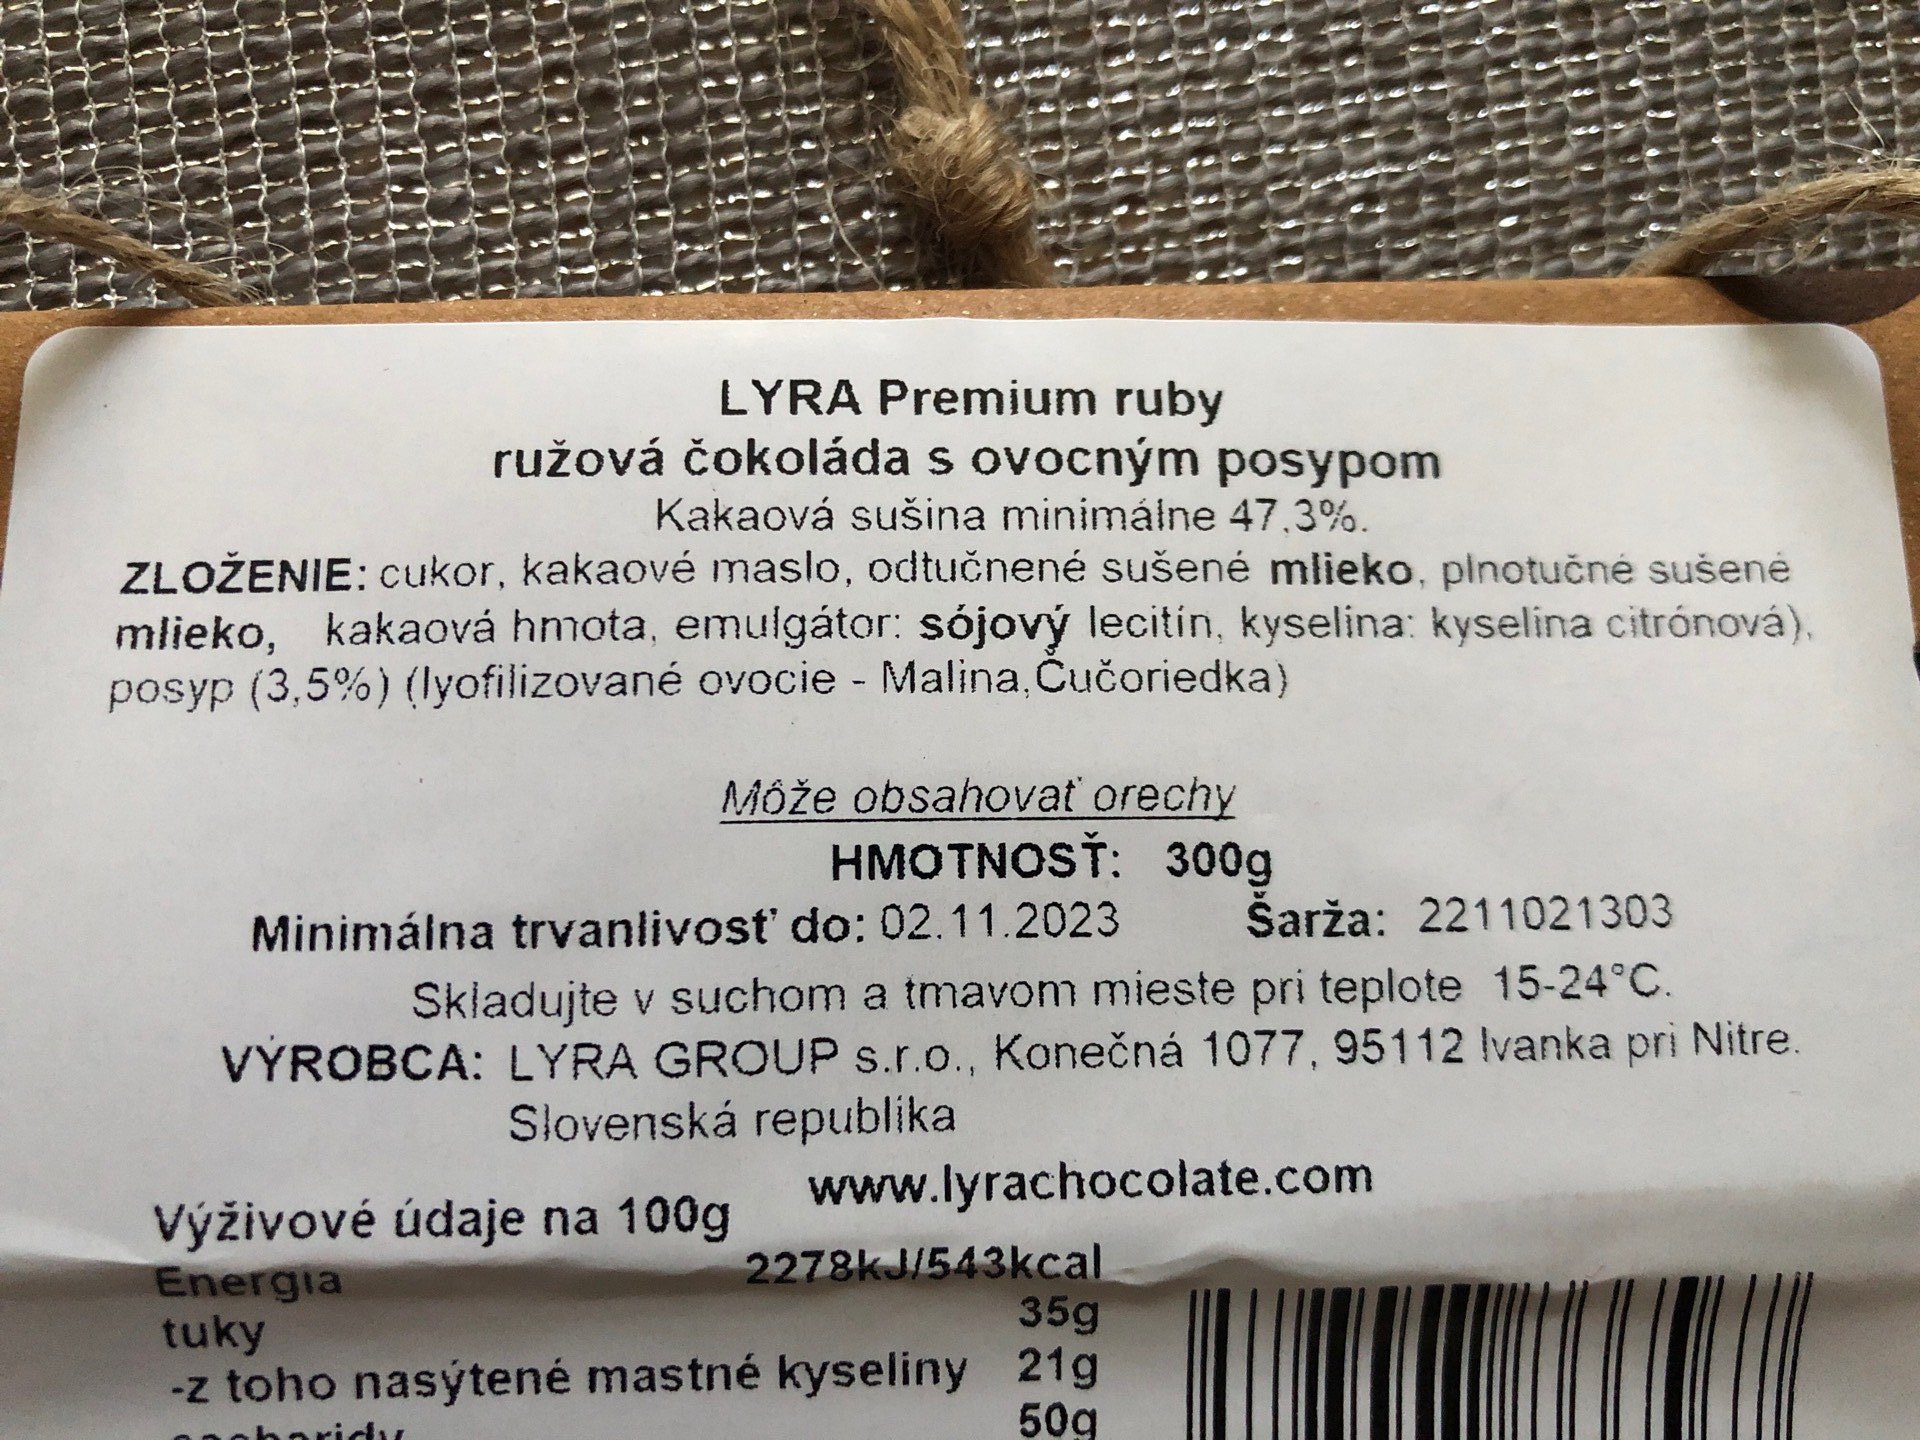 LYRA Premium ruby
ružová čokoláda s ovocným posypom
Kakaová sušina minimálne 47,3%.
ZLOŽENIE: cukor, kakaové maslo, odtučnené sušené mlieko, plnotučné sušené
mlieko, kakaová hmota, emulgátor: sójový lecitín, kyselina: kyselina citrónová),
posyp (3,5%) (lyofilizované ovocie - Malina,Čučoriedka)
Môže obsahovať orechy
HMOTNOSŤ: 300g
Minimálna trvanlivosť do: 02.11.2023 Šarža: 2211021303
Skladujte v suchom a tmavom mieste pri teplote 15-24°C.
VÝROBCA: LYRA GROUP s.r.o., Konečná 1077, 95112 Ivanka pri Nitre.
Slovenská republika
www.lyrachocolate.com
Výživové údaje na 100g
Energia 2278kJ/543kcal
tuky 35g
-z toho nasýtené mastné kyseliny 21g
sacharidy 50g